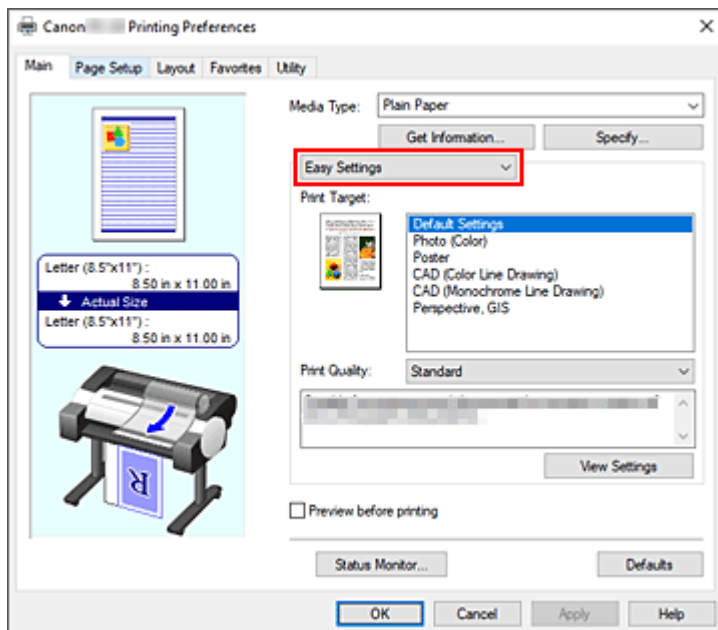 Canon Printing Preferences
Main Page Setup Layout Favorites Utility
Media Type: Plain Paper
Get Information... Specify...
Easy Settings
Print Target:
Default Settings
Photo (Color)
Poster
CAD (Color Line Drawing)
CAD (Monochrome Line Drawing)
Perspective, GIS
Letter (8.5"x11") :
8.50 in x 11.00 in
Actual Size
Letter (8.5"x11") :
8.50 in x 11.00 in
R
Print Quality: Standard
View Settings
Preview before printing
Status Monitor... Defaults
OK Cancel Apply Help